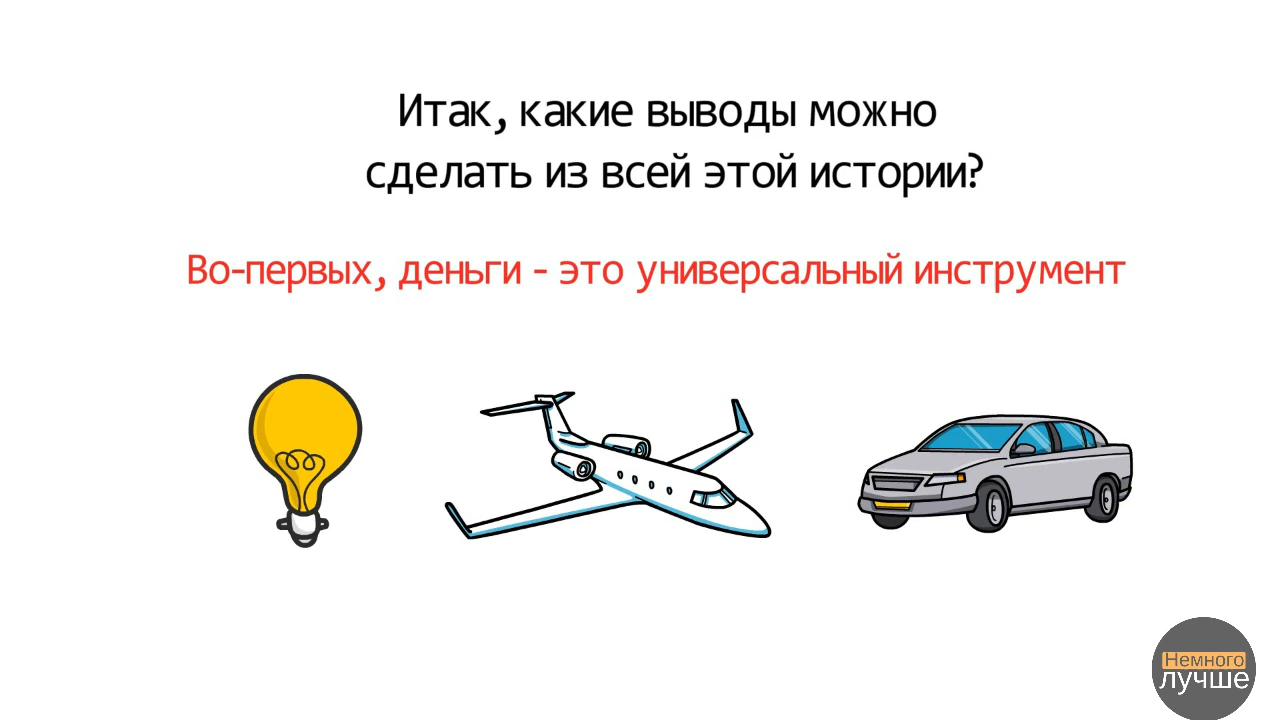 Итак, какие выводы можно
сделать из всей этой истории?
Во-первых, деньги - это универсальный инструмент
Немного
лучше